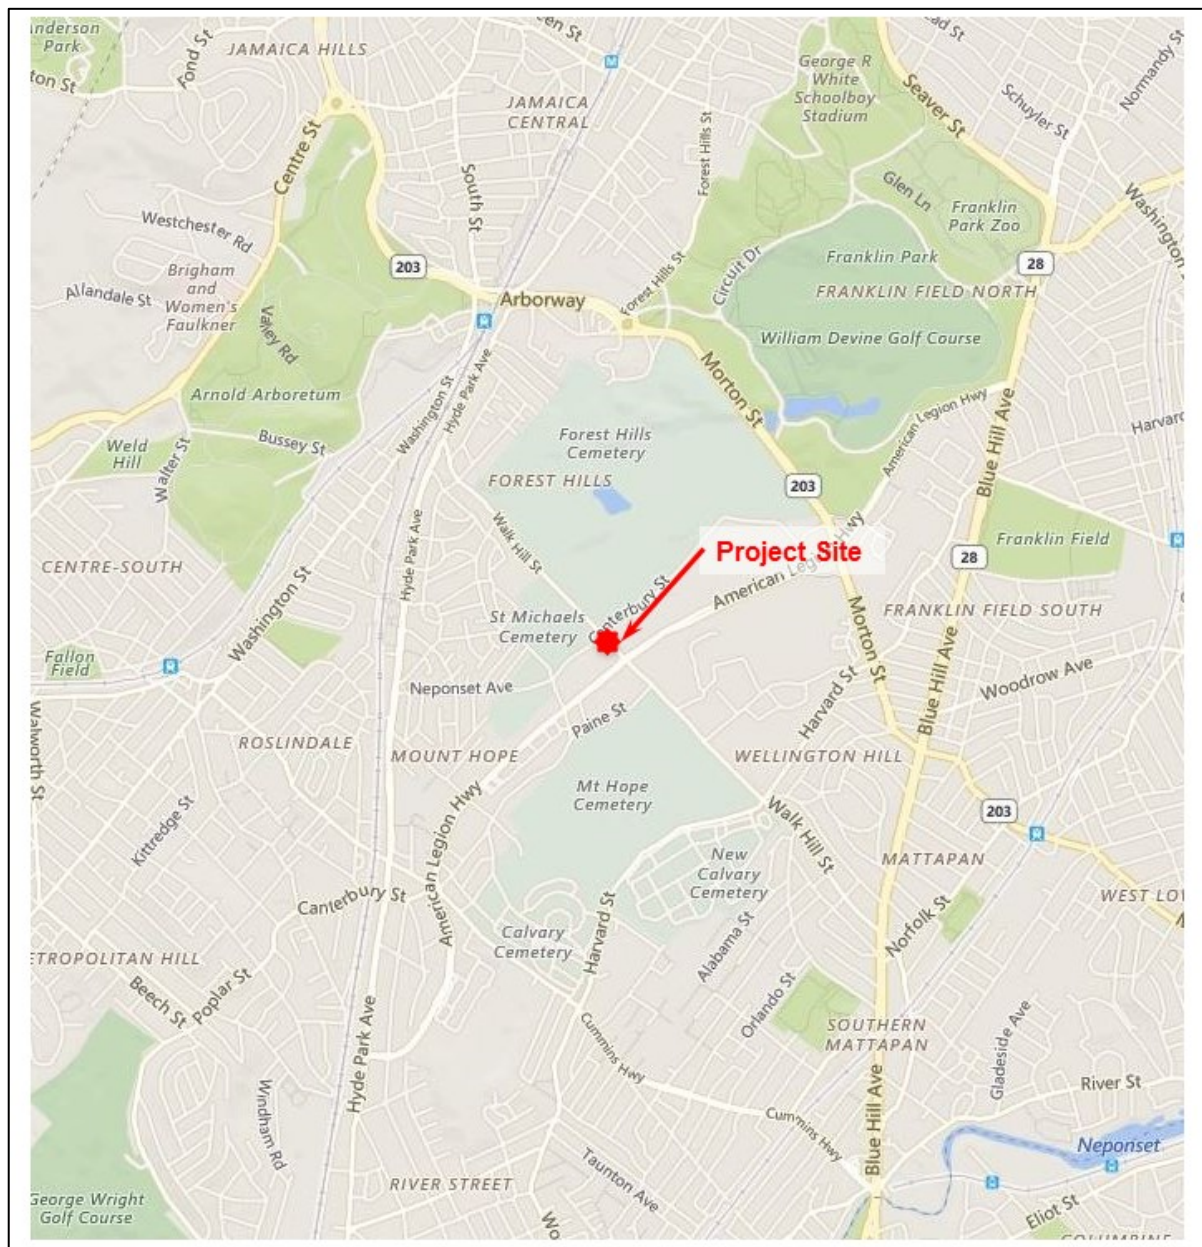 Anderson
Park
Fond St
JAMAICA HILLS
JAMAICA
CENTRAL
M
George R
White
Schoolboy
Stadium
Seaver St
Schuyler St
Normandy St
Centre St
South St
Forest Hills St
Glen Ln
Franklin
Park Zoo
Washington
Westchester Rd
203
Circuit Dr
Franklin Park
28
Allandale St
Brigham
and
Women's
Faulkner
Valley Rd
Arborway
Forest Hills St
FRANKLIN FIELD NORTH
William Devine Golf Course
Arnold Arboretum
Washington St
Hyde Park Ave
Morton St
American Legion Hwy
Blue Hill Ave
Harvard
Weld
Hill
Walter St
Bussey St
Forest Hills
Cemetery
FOREST HILLS
203
Walk Hill St
Project Site
Franklin Field
28
CENTRE-SOUTH
Hyde Park Ave
Washington St
St Michaels
Cemetery
Canterbury St
American Legion Hwy
FRANKLIN FIELD SOUTH
Fallon
Field
Neponset Ave
Morton St
Harvard St
Woodrow Ave
Blue Hill Ave
Walworth St
ROSLINDALE
MOUNT HOPE
Paine St
WELLINGTON HILL
Kittredge St
American Legion Hwy
Mt Hope
Cemetery
Walk Hill St
203
MATTAPAN
New
Calvary
Cemetery
Canterbury St
WEST LO
Norfolk St
Calvary
Cemetery
Harvard St
Alabama St
ETROPOLITAN HILL
Beech St
Poplar St
Orlando St
SOUTHERN
MATTAPAN
Gladeside Ave
Hyde Park Ave
Cummins Hwy
River St
Windham Rd
Cummins Hwy
Blue Hill Ave
Neponset
Taunton Ave
RIVER STREET
George Wright
Golf Course
Eliot St